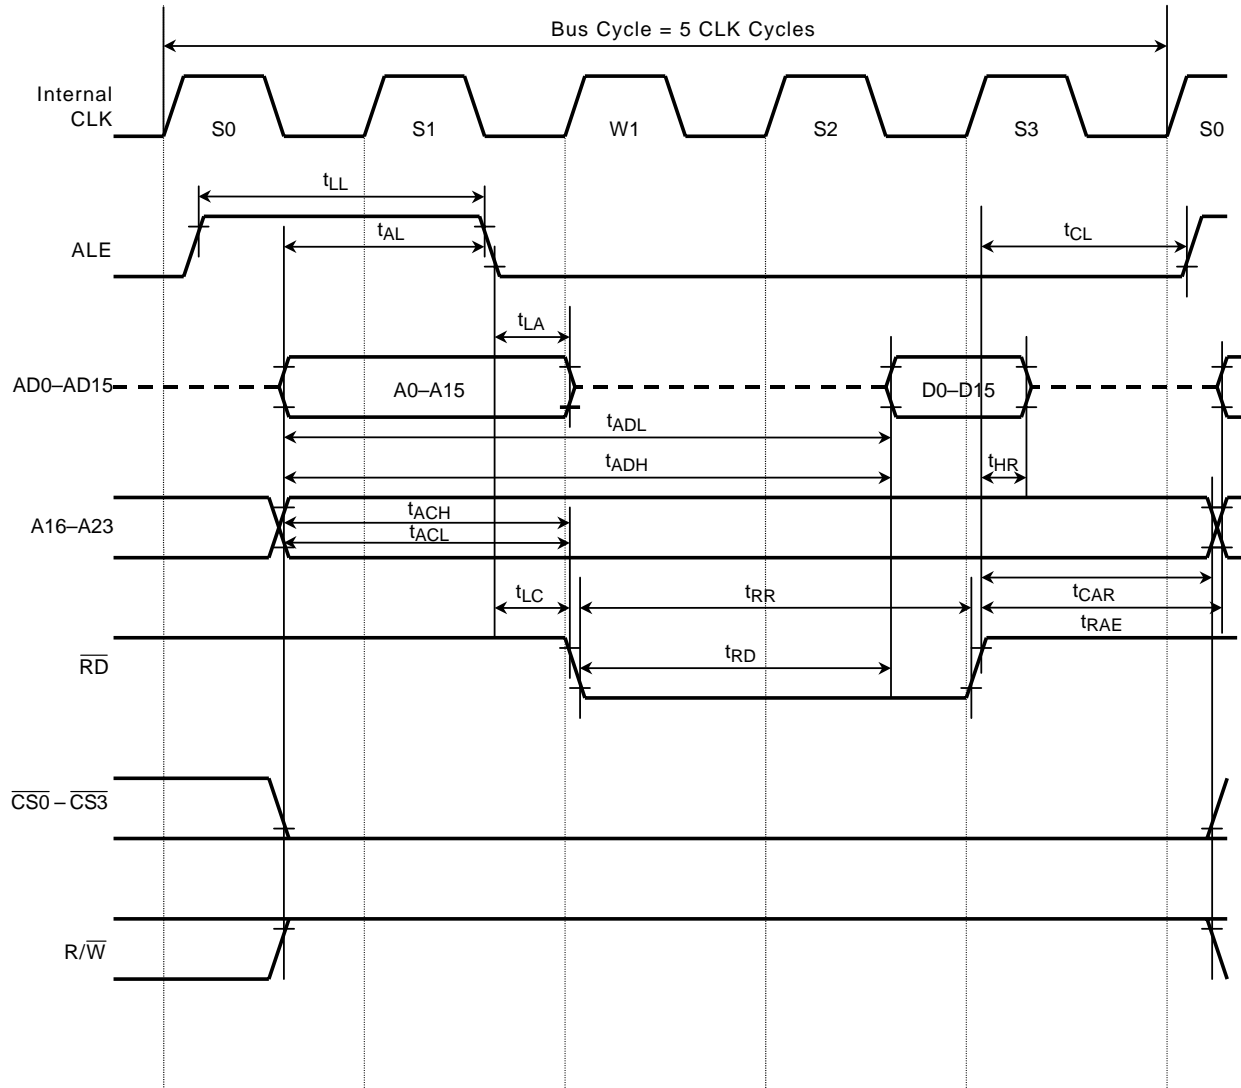 Bus Cycle = 5 CLK Cycles
Internal
CLK
S0
S1
W1
S2
S3
S0
tLL
ALE
tAL
tCL
tLA
AD0–AD15
A0–A15
D0–D15
tADL
tADH
tHR
A16–A23
tACH
tACL
tLC
tRR
tCAR
tRAE
RD
tRD
CS0 – CS3
R/W